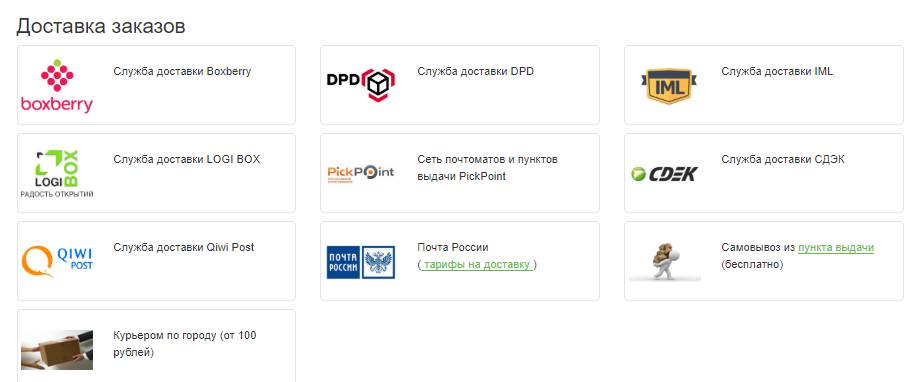 Доставка заказов
boxberry
Служба доставки Boxberry
DPD
Служба доставки DPD
IML
Служба доставки IML
LOGI BOX
РАДОСТЬ ОТКРЫТИЙ
Служба доставки LOGI BOX
PickPoint
Сеть почтоматов и пунктов
выдачи PickPoint
СДЭК
Служба доставки СДЭК
QIWI
POST
Служба доставки Qiwi Post
ПОЧТА
РОССИИ
Почта России
( тарифы на доставку )
Самовывоз из пункта выдачи
(бесплатно)
Курьером по городу (от 100
рублей)